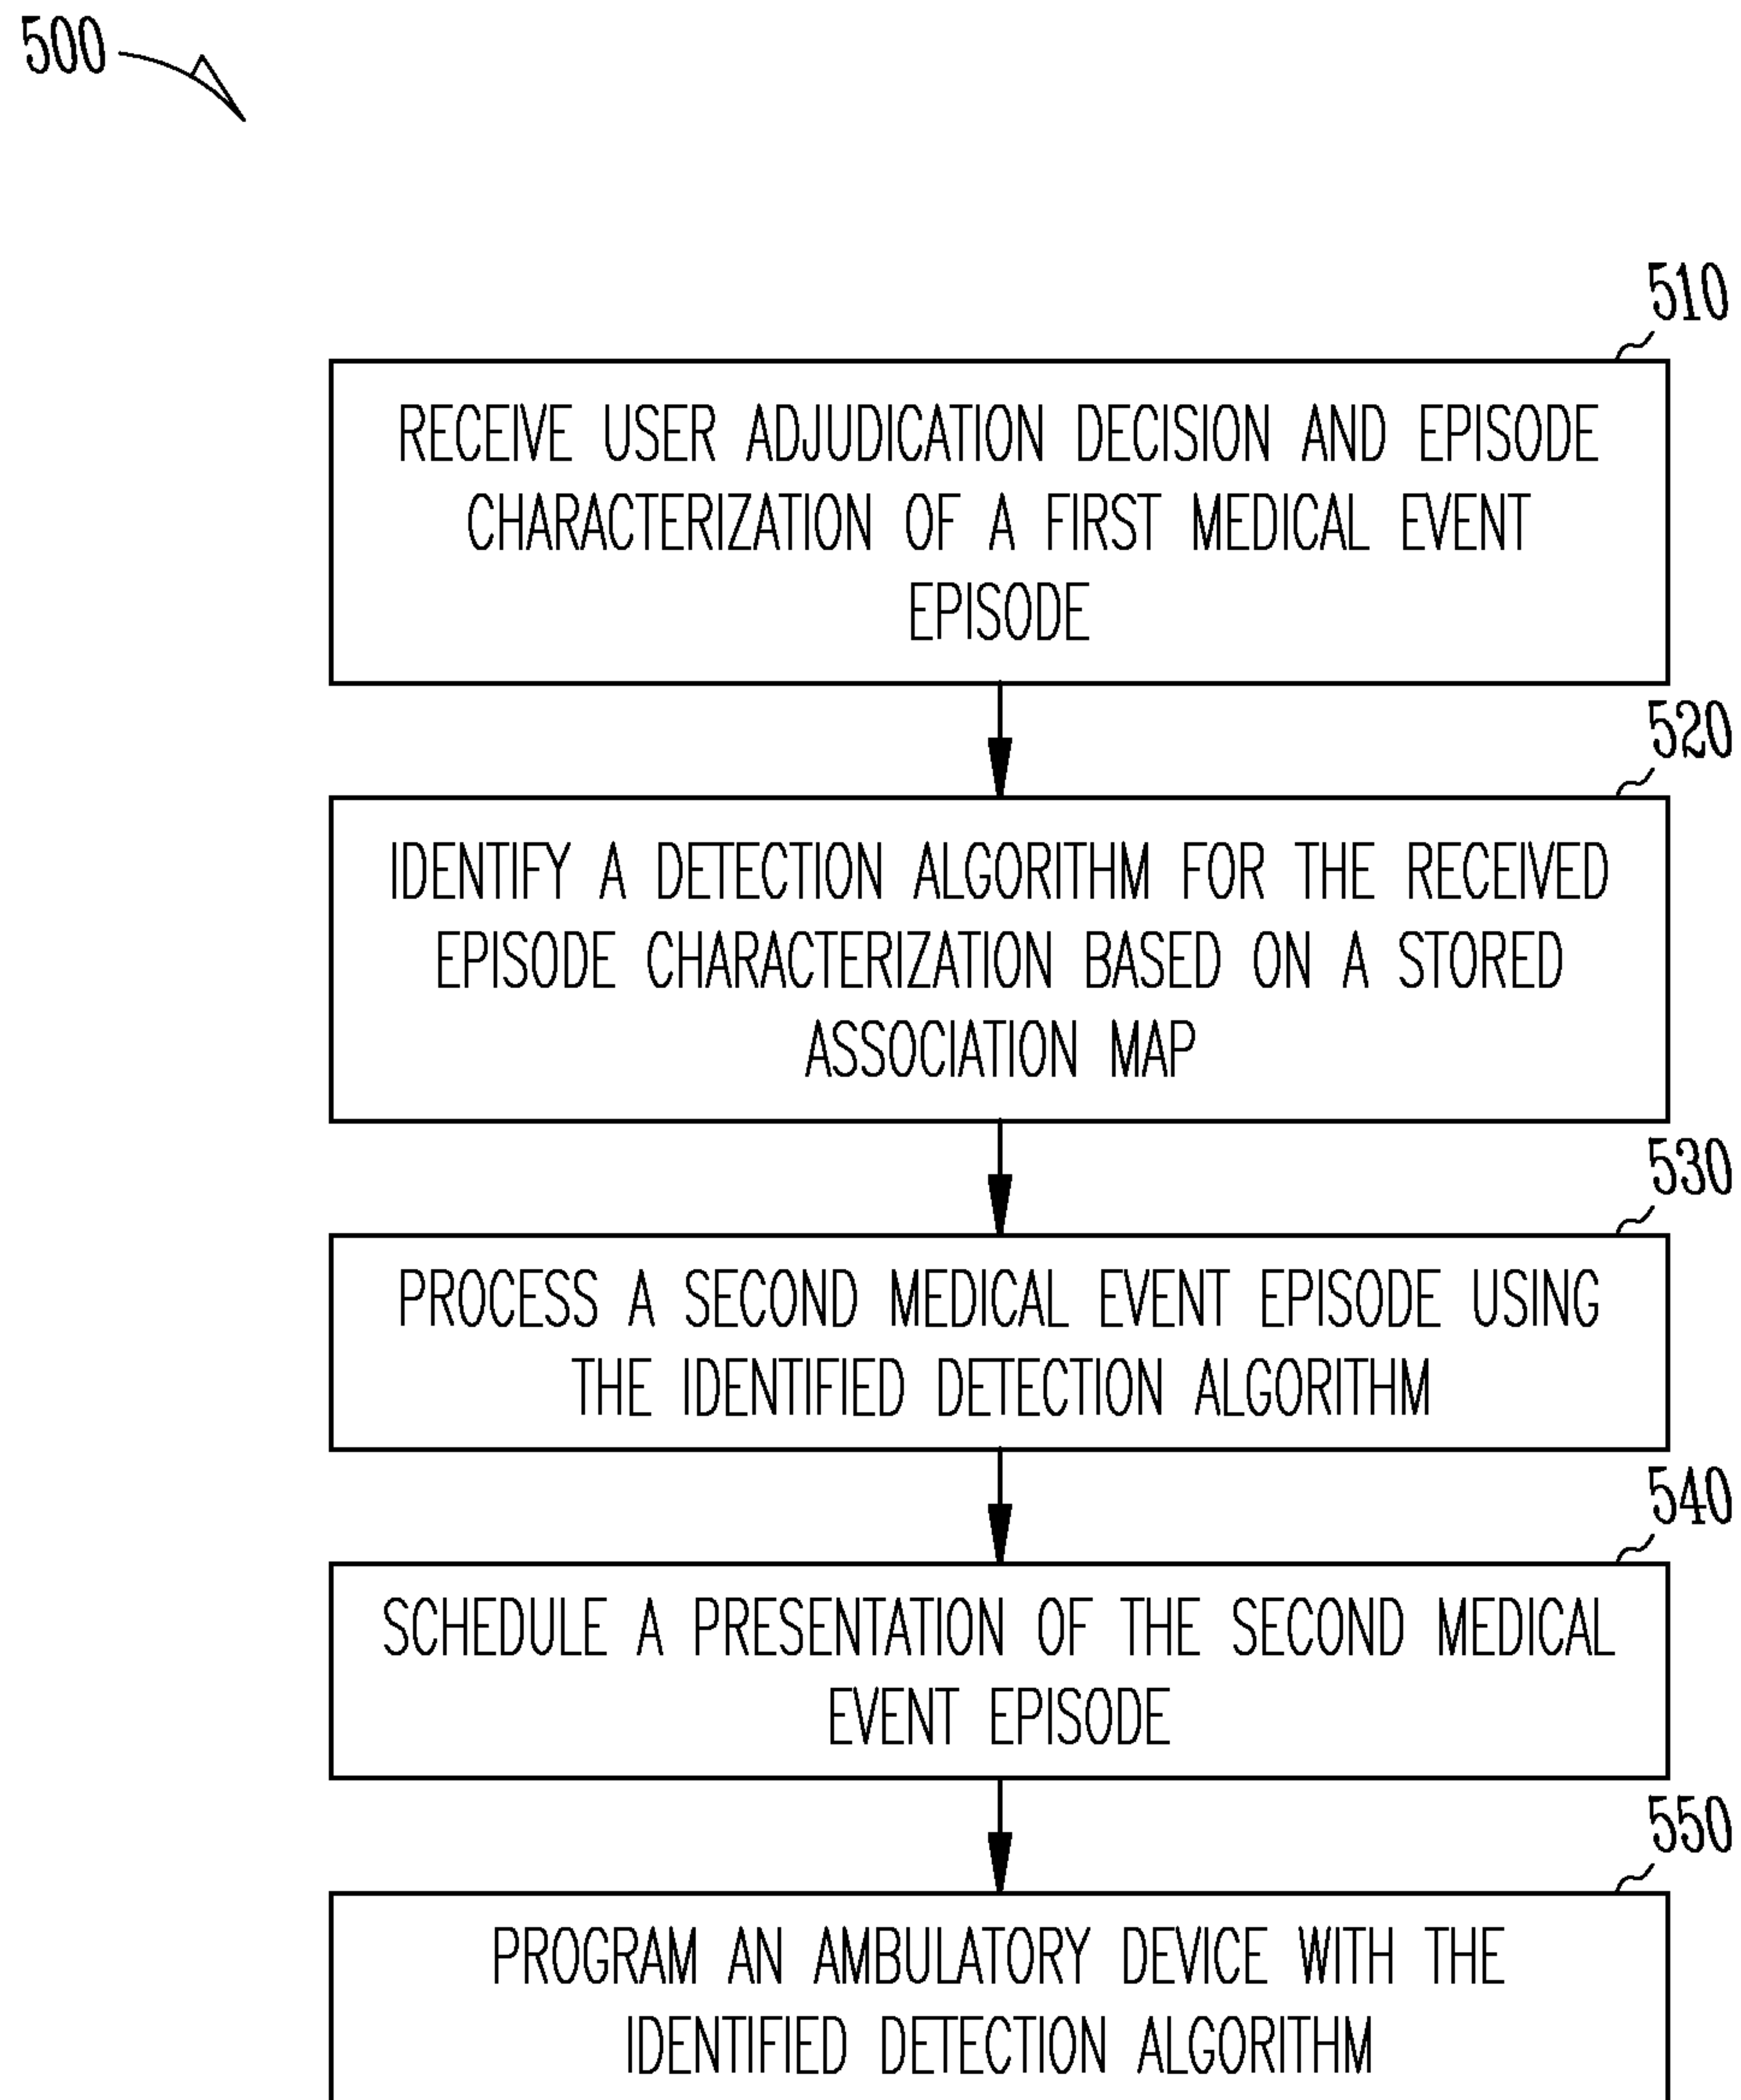 500
510
RECEIVE USER ADJUDICATION DECISION AND EPISODE
CHARACTERIZATION OF A FIRST MEDICAL EVENT
EPISODE
520
IDENTIFY A DETECTION ALGORITHM FOR THE RECEIVED
EPISODE CHARACTERIZATION BASED ON A STORED
ASSOCIATION MAP
530
PROCESS A SECOND MEDICAL EVENT EPISODE USING
THE IDENTIFIED DETECTION ALGORITHM
540
SCHEDULE A PRESENTATION OF THE SECOND MEDICAL
EVENT EPISODE
550
PROGRAM AN AMBULATORY DEVICE WITH THE
IDENTIFIED DETECTION ALGORITHM